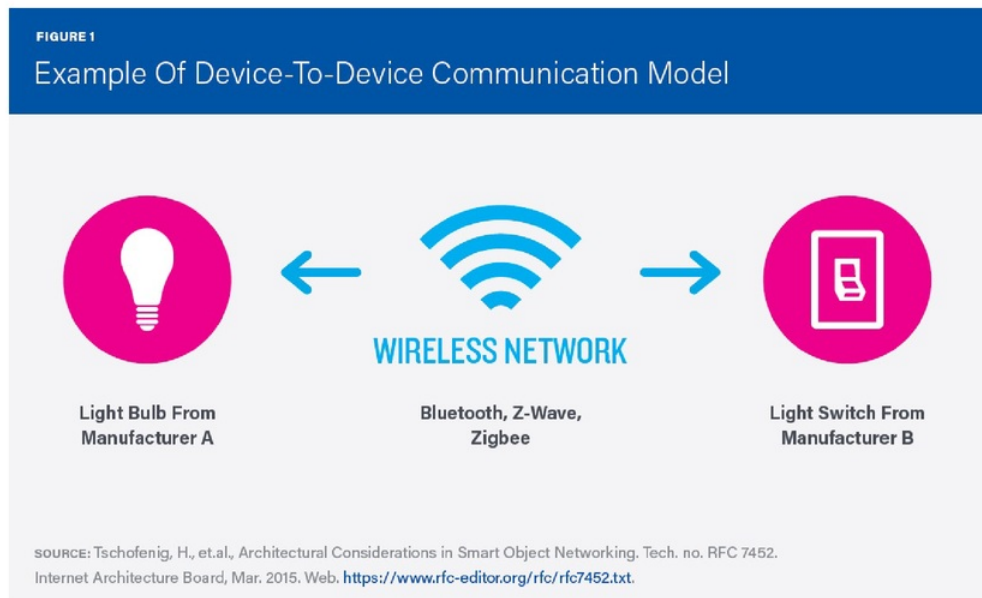 FIGURE 1
Example Of Device-To-Device Communication Model
WIRELESS NETWORK
Light Bulb From
Manufacturer A
Bluetooth, Z-Wave,
Zigbee
Light Switch From
Manufacturer B
SOURCE: Tschofenig, H., et.al., Architectural Considerations in Smart Object Networking. Tech. no. RFC 7452.
Internet Architecture Board, Mar. 2015. Web. https://www.rfc-editor.org/rfc/rfc7452.txt.